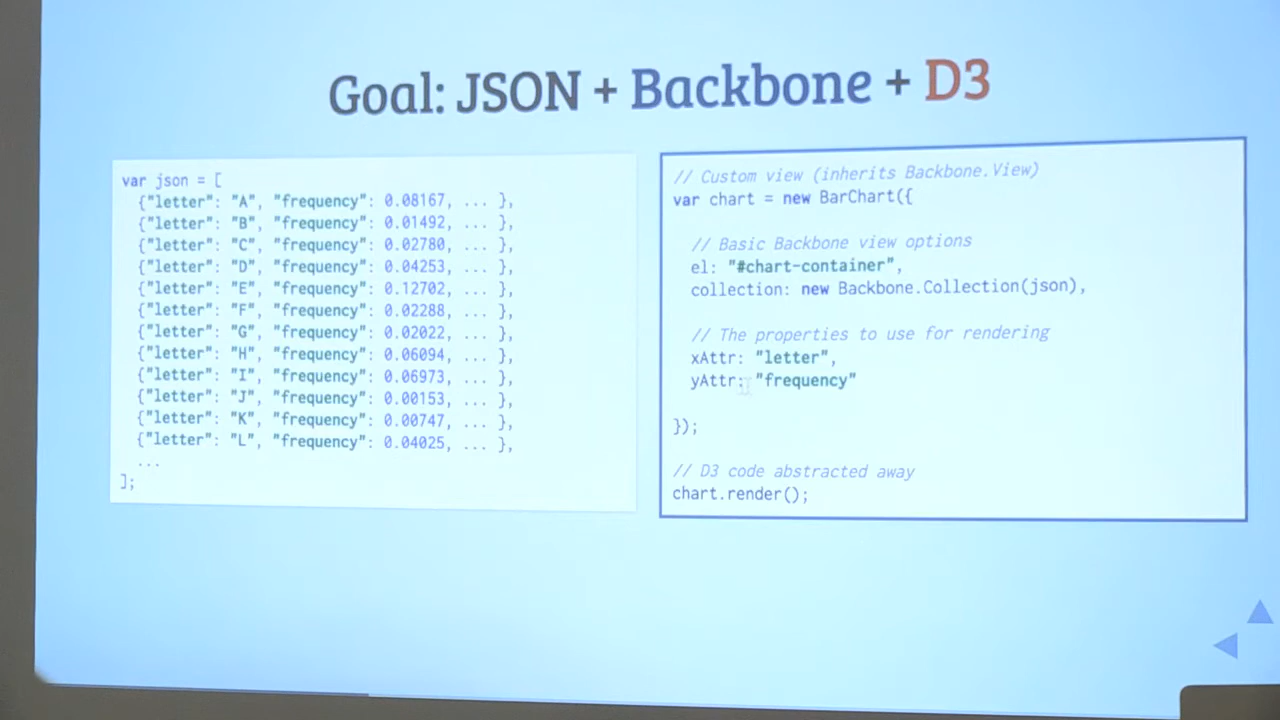 Goal: JSON + Backbone + D3
var json = [
{"letter": "A", "frequency": 0.08167, ... },
{"letter": "B", "frequency": 0.01492, ... },
{"letter": "C", "frequency": 0.02780, ... },
{"letter": "D", "frequency": 0.04253, ... },
{"letter": "E", "frequency": 0.12702, ... },
{"letter": "F", "frequency": 0.02288, ... },
{"letter": "G", "frequency": 0.02022, ... },
{"letter": "H", "frequency": 0.06094, ... },
{"letter": "I", "frequency": 0.06973, ... },
{"letter": "J", "frequency": 0.00153, ... },
{"letter": "K", "frequency": 0.00747, ... },
{"letter": "L", "frequency": 0.04025, ... },
...
];
// Custom view (inherits Backbone.View)
var chart = new BarChart({
// Basic Backbone view options
el: "#chart-container",
collection: new Backbone.Collection(json),
// The properties to use for rendering
xAttr: "letter",
yAttr: "frequency"
});
// D3 code abstracted away
chart.render();